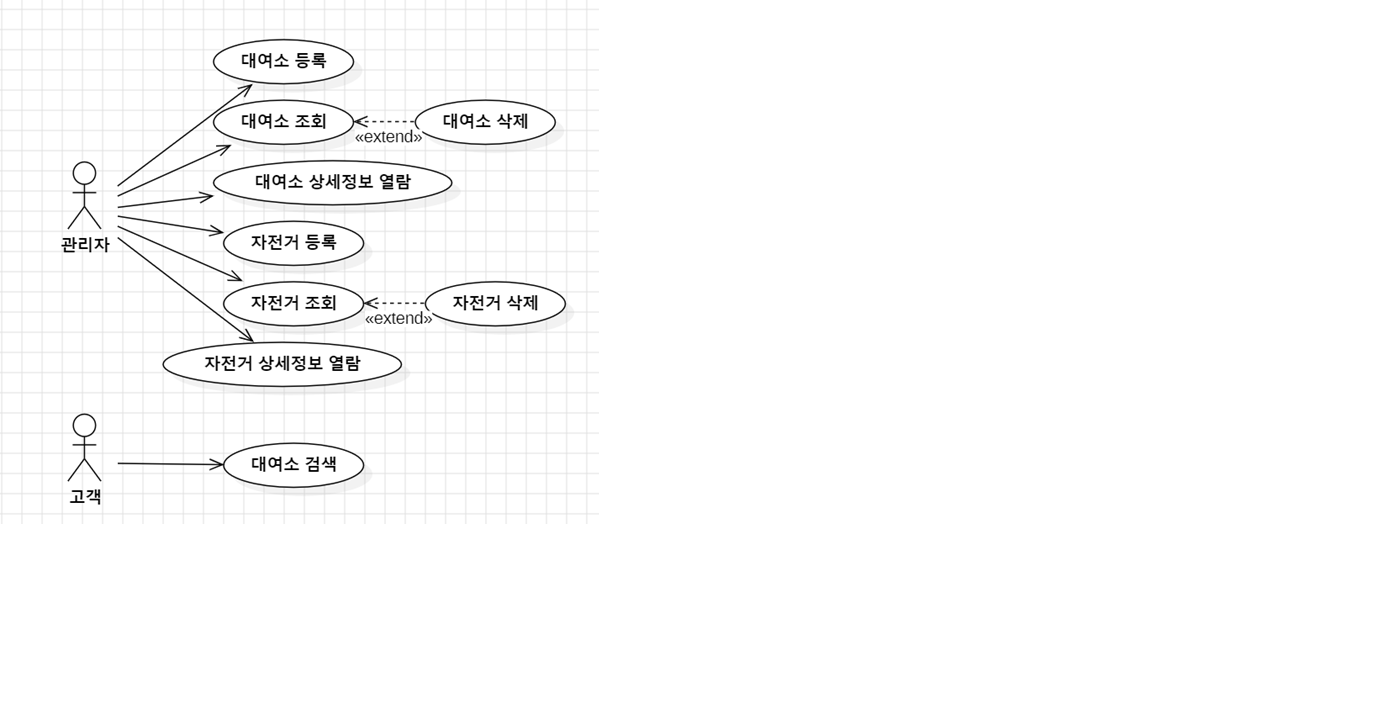 대여소 등록
대여소 조회
«extend»
대여소 삭제
대여소 상세정보 열람
관리자
자전거 등록
자전거 조회
«extend»
자전거 삭제
자전거 상세정보 열람
대여소 검색
고객